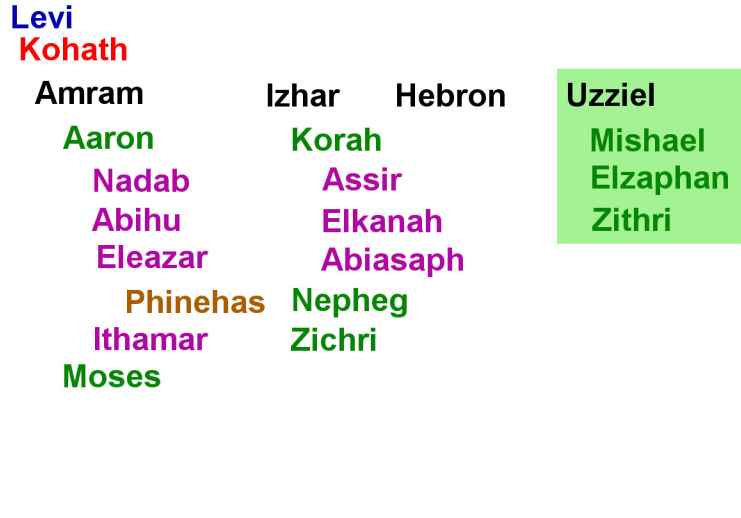 Levi
Kohath
Amram Izhar Hebron Uzziel
Aaron Korah Mishael
Nadab Assir Elzaphan
Abihu Elkanah Zithri
Eleazar Abiasaph
Phinehas Nepheg
Ithamar Zichri
Moses